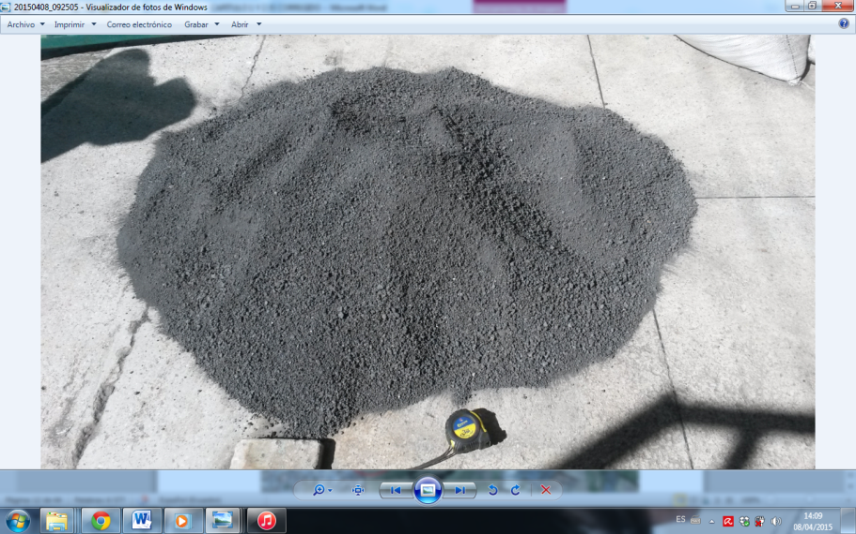 20150408_092505 - Visualizador de fotos de Windows
Archivo Imprimir Correo electrónico Grabar Abrir
ES
14:09
08/04/2015